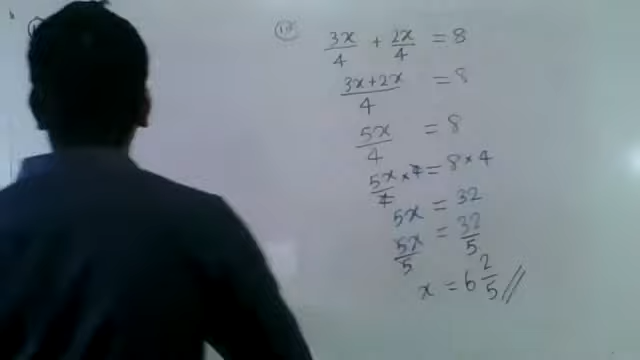 3x/4 + 2x/4 = 8
3x+2x/4 = 8
5x/4 = 8
5x/4 × 4 = 8 × 4
5x = 32
5x/5 = 32/5
x = 6 2/5 //